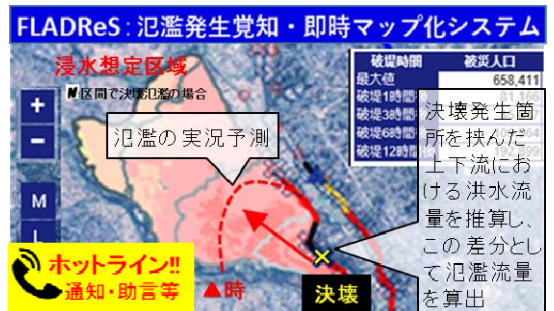 FLADReS:氾濫発生覚知・即時マップ化システム
浸水想定区域
区間で決壊氾濫の場合
破堤時間 被災人口
最大値 658,411
破堤1時間
破堤3時間
破堤6時間
破堤12時間
氾濫の実況予測
決壊発生箇
所を挟んだ
上下流にお
ける洪水流
量を推算し、
この差分とし
て氾濫流量
を算出
+
-
M
L
ホットライン!!
通知・助言等
▲時
決壊